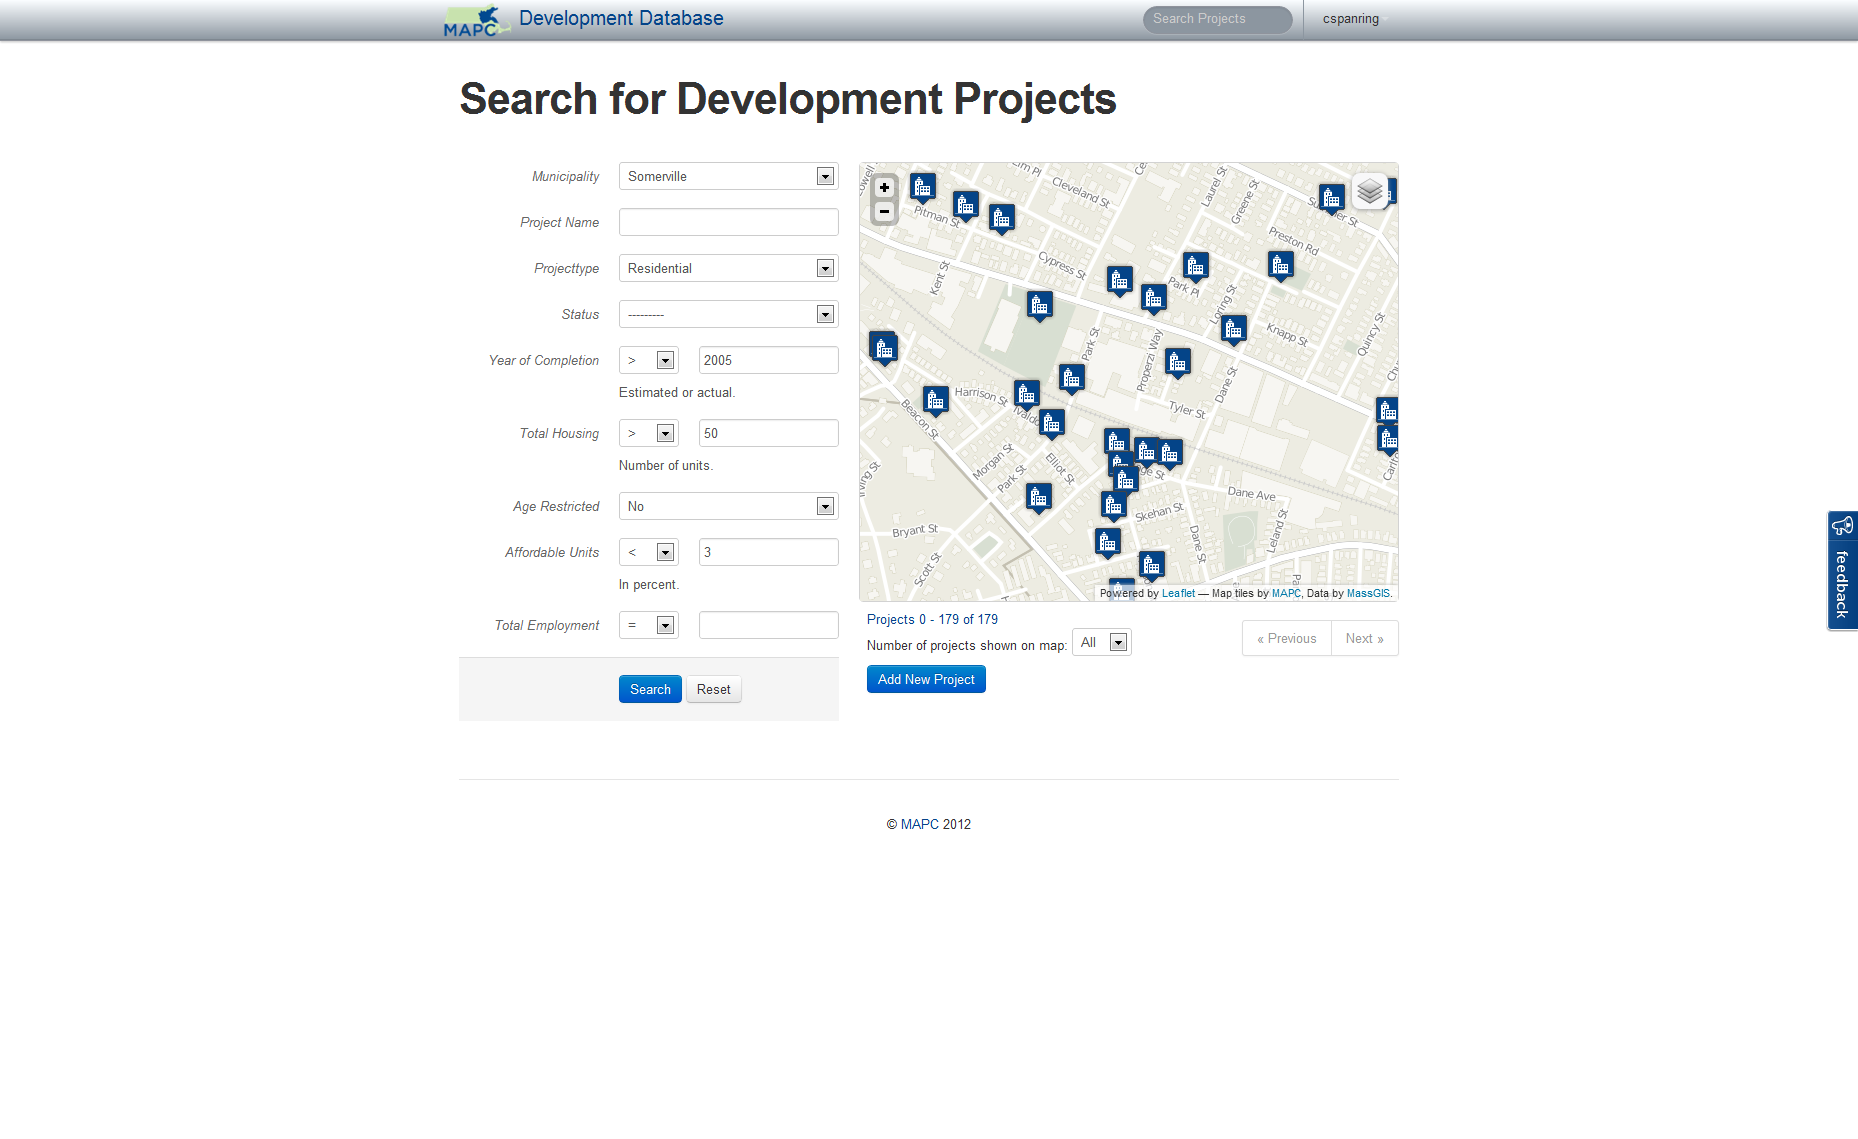 MAPC Development Database
Search Projects
cspanring
Search for Development Projects
Municipality Somerville
Project Name
Projecttype Residential
Status ---------
Year of Completion > 2005
Estimated or actual.
Total Housing > 50
Number of units.
Age Restricted No
Affordable Units < 3
In percent.
Total Employment =
Search Reset
Elm Pl
Cleveland St
Laurel St
Greene St
Pitman St
Preston Rd
Kent St
Cypress St
Park Pl
Loring St
Knapp St
Quincy St
Park St
Properzi Way
Dane St
Harrison St
Tyler St
Beacon St
Morgan St
Elliot St
Park St
Dane Ave
Skehan St
Bryant St
Dane St
Leland St
Scott St
+
−
Powered by Leaflet — Map tiles by MAPC, Data by MassGIS.
Projects 0 - 179 of 179
Number of projects shown on map: All
« Previous Next »
Add New Project
feedback
© MAPC 2012